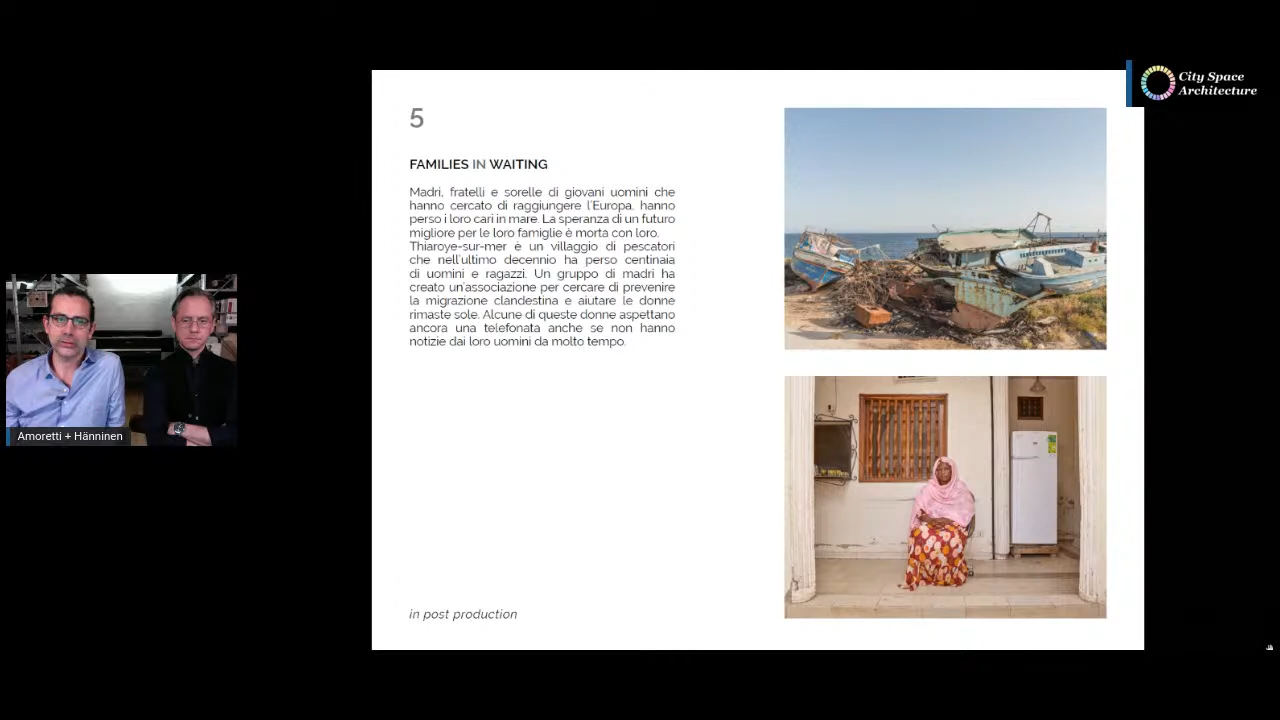 City Space
Architecture
5
FAMILIES IN WAITING
Madri, fratelli e sorelle di giovani uomini che
hanno cercato di raggiungere l'Europa, hanno
perso i loro cari in mare. La speranza di un futuro
migliore per le loro famiglie è morta con loro.
Thiaroye-sur-mer è un villaggio di pescatori
che nell'ultimo decennio ha perso centinaia
di uomini e ragazzi. Un gruppo di madri ha
creato un'associazione per cercare di prevenire
la migrazione clandestina e aiutare le donne
rimaste sole. Alcune di queste donne aspettano
ancora una telefonata anche se non hanno
notizie dai loro uomini da molto tempo.
in post production
Amoretti + Hänninen